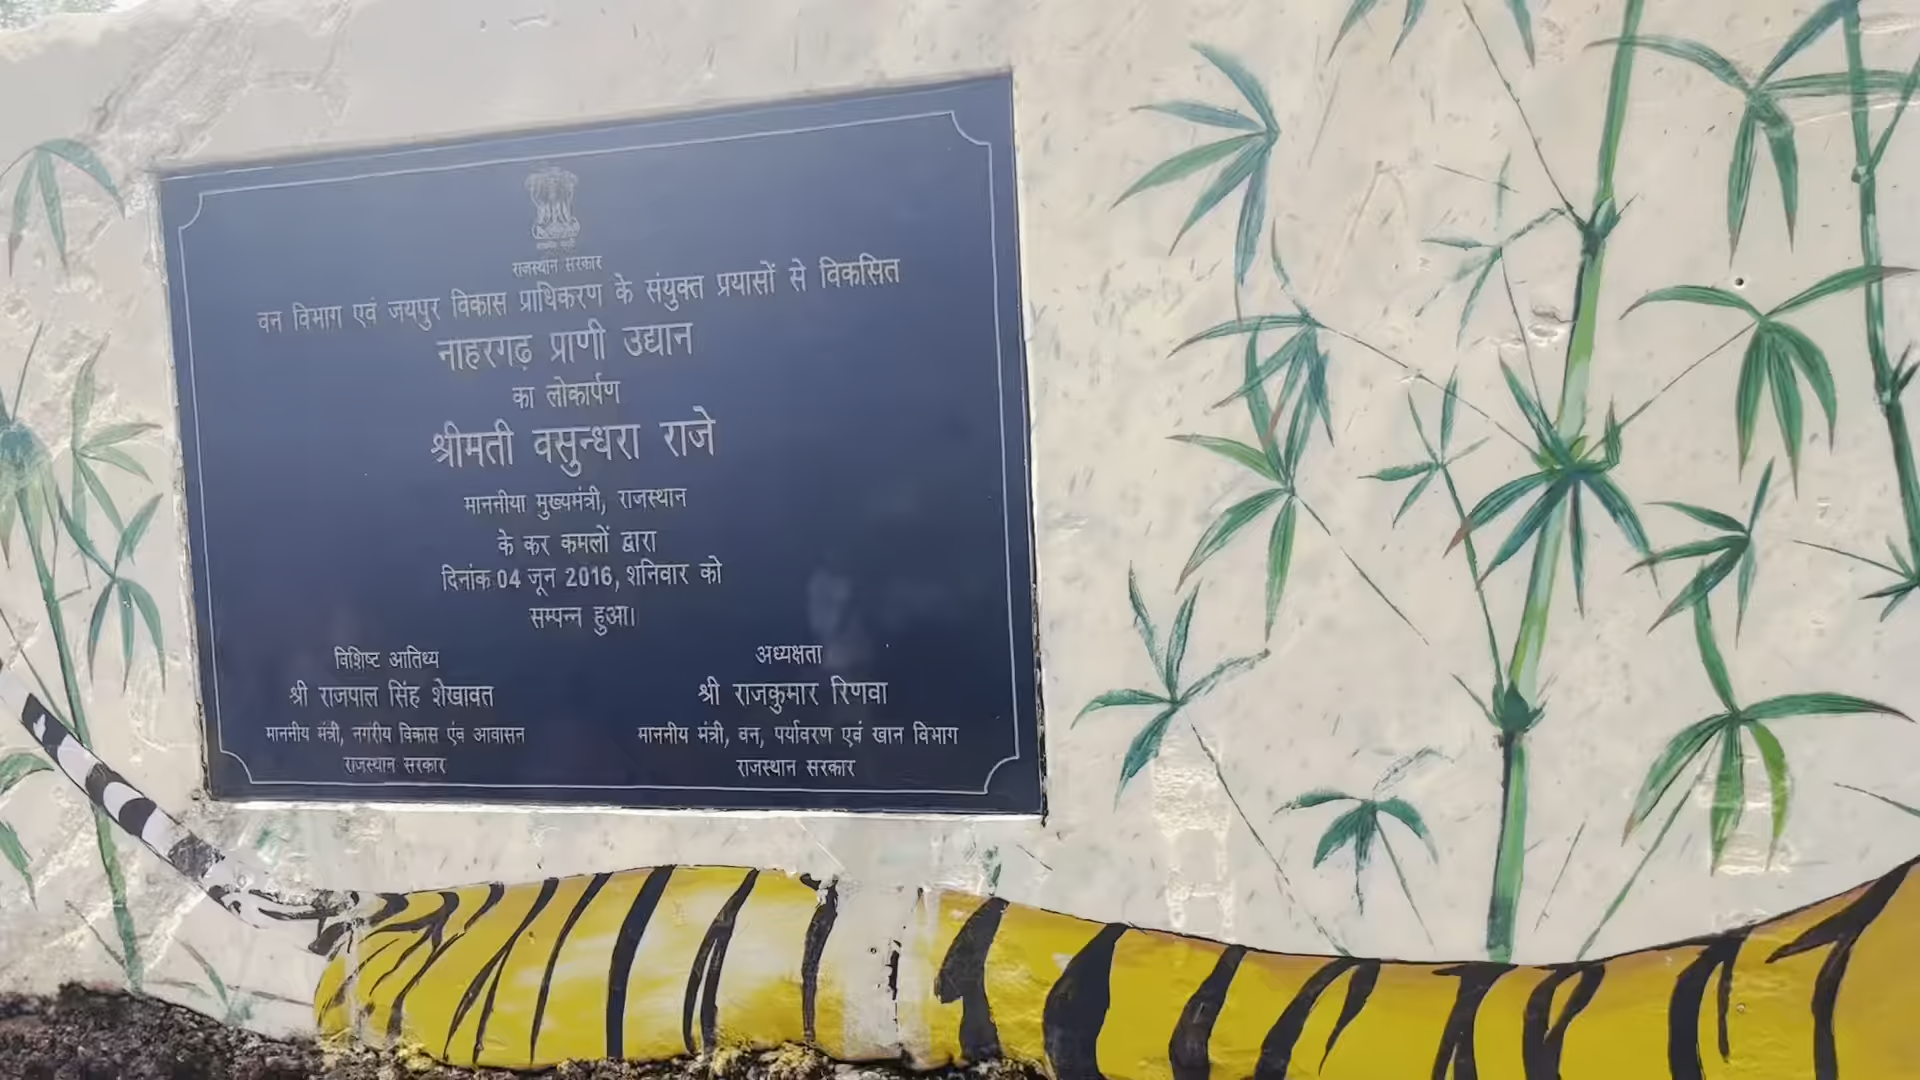 राजस्थान सरकार
वन विभाग एवं जयपुर विकास प्राधिकरण के संयुक्त प्रयासों से विकसित
नाहरगढ़ प्राणी उद्यान
का लोकार्पण
श्रीमती वसुन्धरा राजे
माननीया मुख्यमंत्री, राजस्थान
के कर कमलों द्वारा
दिनांक 04 जून 2016, शनिवार को
सम्पन्न हुआ।
विशिष्ट आतिथ्य
श्री राजपाल सिंह शेखावत
माननीय मंत्री, नगरीय विकास एंव आवासन
राजस्थान सरकार
अध्यक्षता
श्री राजकुमार रिणवा
माननीय मंत्री, वन, पर्यावरण एवं खान विभाग
राजस्थान सरकार